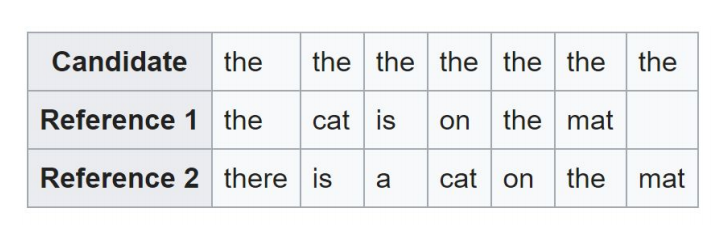 Candidate the the the the the the the
Reference 1 the cat is on the mat
Reference 2 there is a cat on the mat